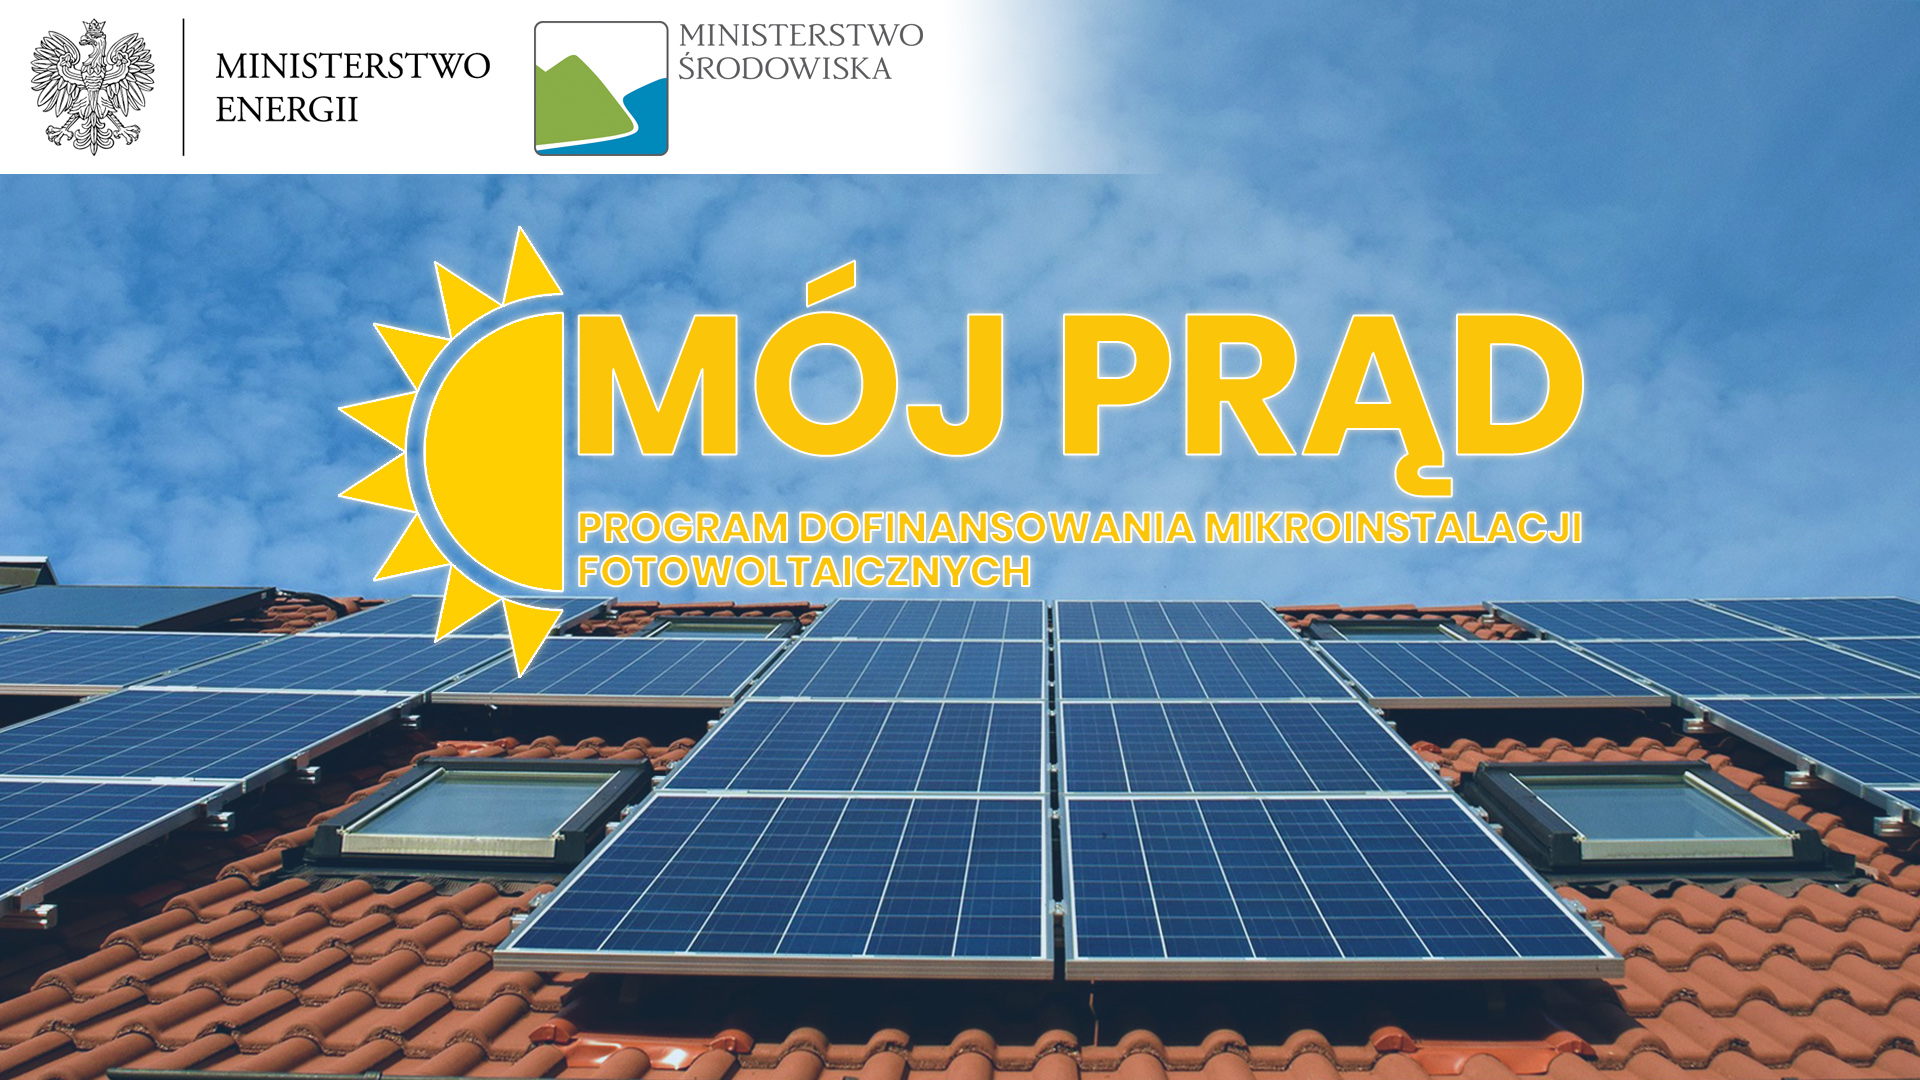 MINISTERSTWO
ENERGII
MINISTERSTWO
ŚRODOWISKA
MÓJ PRĄD
PROGRAM DOFINANSOWANIA MIKROINSTALACJI
FOTOWOLTAICZNYCH